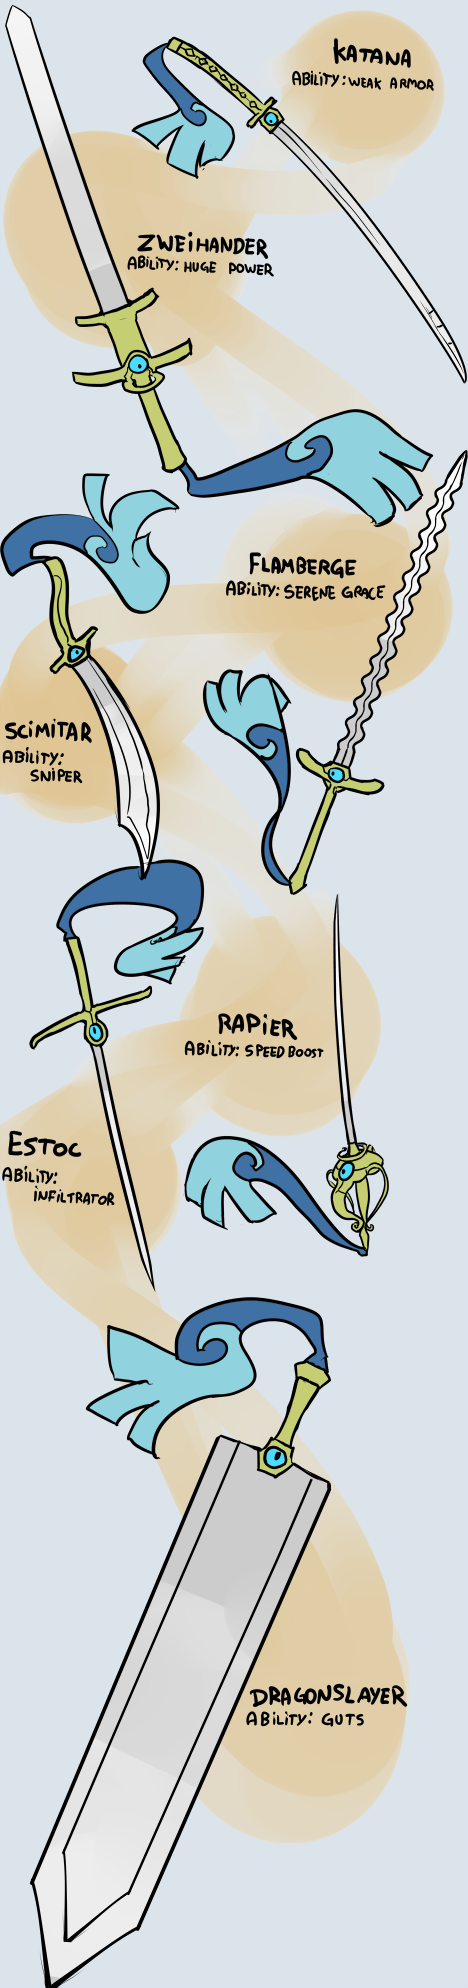 KATANA
ABILITY: WEAK ARMOR
ZWEIHANDER
ABILITY: HUGE POWER
FLAMBERGE
ABILITY: SERENE GRACE
SCIMITAR
ABILITY:
SNIPER
RAPIER
ABILITY: SPEED BOOST
ESTOC
ABILITY:
INFILTRATOR
DRAGONSLAYER
ABILITY: GUTS